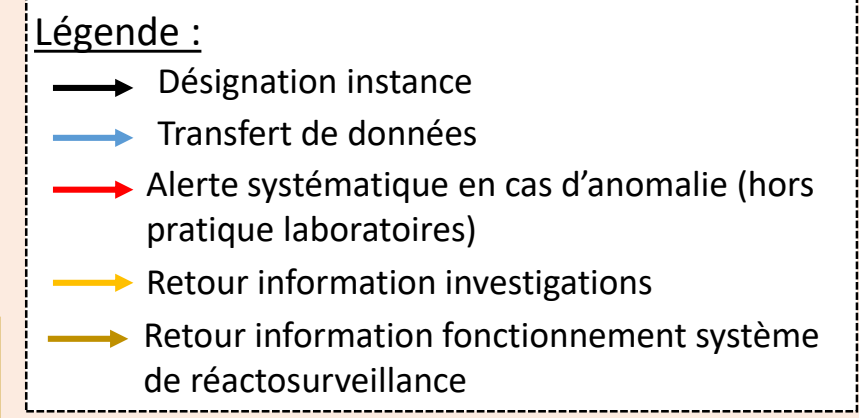 Légende :
Désignation instance
Transfert de données
Alerte systématique en cas d’anomalie (hors
pratique laboratoires)
Retour information investigations
Retour information fonctionnement système
de réactosurveillance